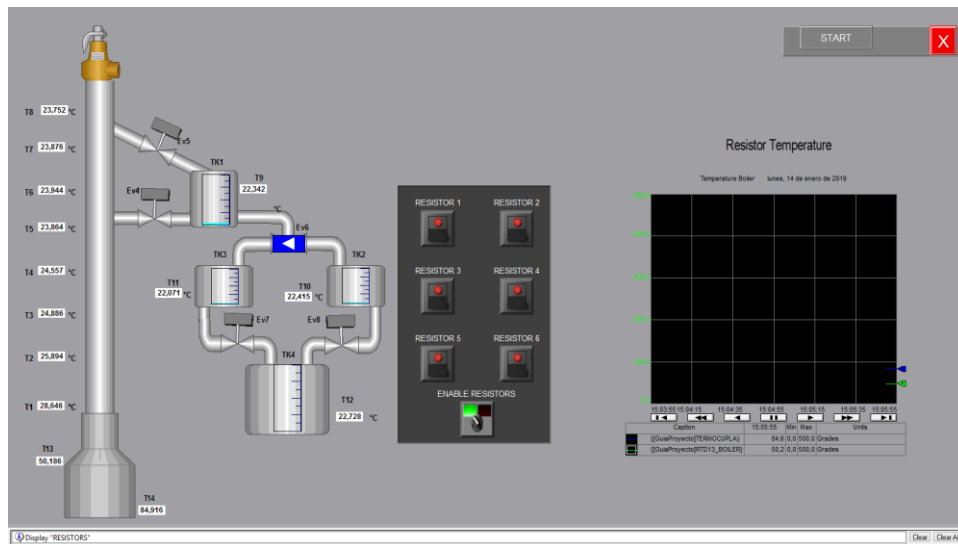 START
X
Resistor Temperature
Temperature Boiler lunes, 14 de enero de 2019
T8 23,752 °C
T7 23,876 °C
T6 23,944 °C
T5 23,864 °C
T4 24,557 °C
T3 24,886 °C
T2 25,894 °C
T1 28,646 °C
T13
50,186
T14
84,916
Ev5
Ev4
TK1
T9
22,342
°C
Ev6
TK3
TK2
T11
22,071 °C
T10
22,415 °C
Ev7
Ev8
TK4
T12
22,728 °C
RESISTOR 1 RESISTOR 2
RESISTOR 3 RESISTOR 4
RESISTOR 5 RESISTOR 6
ENABLE RESISTORS
15:03:55 15:04:15 15:04:35 15:04:55 15:05:15 15:05:35 15:05:55
Caption 15:05:55 Min Max Units
{[GuiaProyecto]TERMOCUPLA} 84,6 0,0 500,0 Grades
{[GuiaProyecto]RTD13_BOILER} 50,2 0,0 500,0 Grades
Display "RESISTORS"
Clear Clear Al